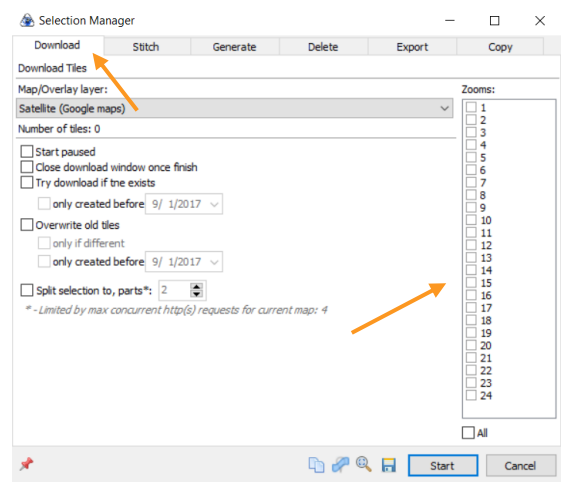 Selection Manager
Download Stitch Generate Delete Export Copy
Download Tiles
Map/Overlay layer:
Satellite (Google maps)
Number of tiles: 0
Start paused
Close download window once finish
Try download if tne exists
only created before 9/ 1/2017
Overwrite old tiles
only if different
only created before 9/ 1/2017
Split selection to, parts*: 2
* - Limited by max concurrent http(s) requests for current map: 4
Zooms:
1
2
3
4
5
6
7
8
9
10
11
12
13
14
15
16
17
18
19
20
21
22
23
24
All
Start Cancel